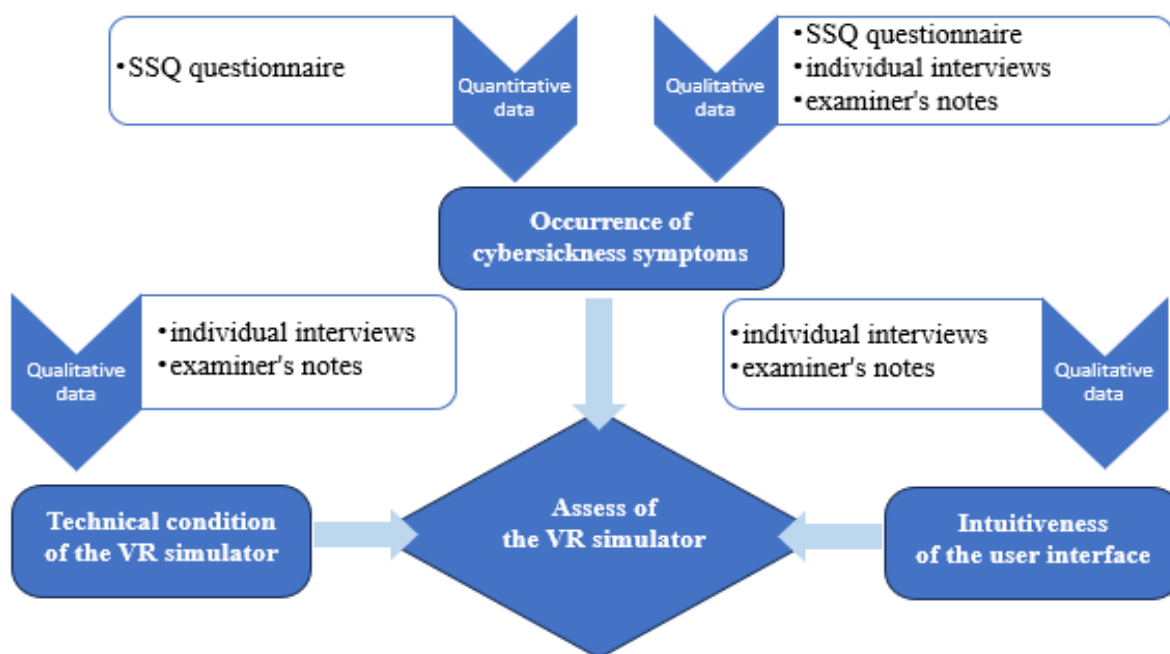 •SSQ questionnaire
Quantitative
data
Qualitative
data
•SSQ questionnaire
•individual interviews
•examiner's notes
Occurrence of
cybersickness symptoms
Qualitative
data
•individual interviews
•examiner's notes
•individual interviews
•examiner's notes
Qualitative
data
Technical condition
of the VR simulator
Assess of
the VR simulator
Intuitiveness
of the user interface